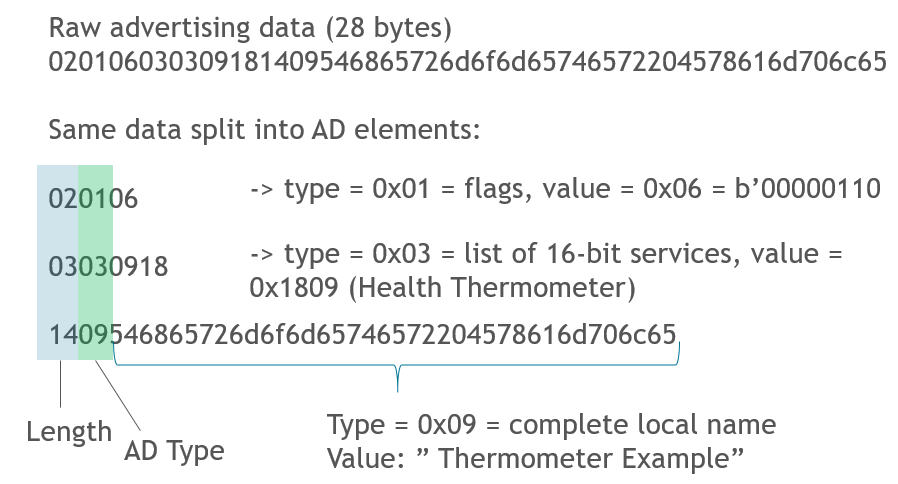 Raw advertising data (28 bytes)
020106030309181409546865726d6f6d65746572204578616d706c65
Same data split into AD elements:
020106
-> type = 0x01 = flags, value = 0x06 = b’00000110
03030918
-> type = 0x03 = list of 16-bit services, value =
0x1809 (Health Thermometer)
1409546865726d6f6d65746572204578616d706c65
Length
AD Type
Type = 0x09 = complete local name
Value: ” Thermometer Example”